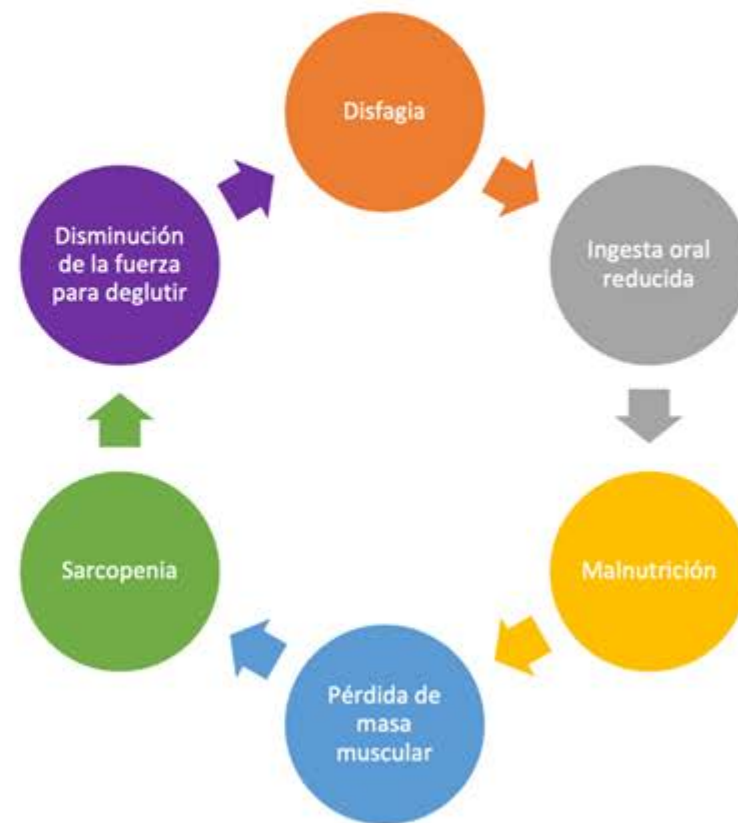 Disfagia
Ingesta oral
reducida
Malnutrición
Pérdida de
masa
muscular
Sarcopenia
Disminución
de la fuerza
para deglutir